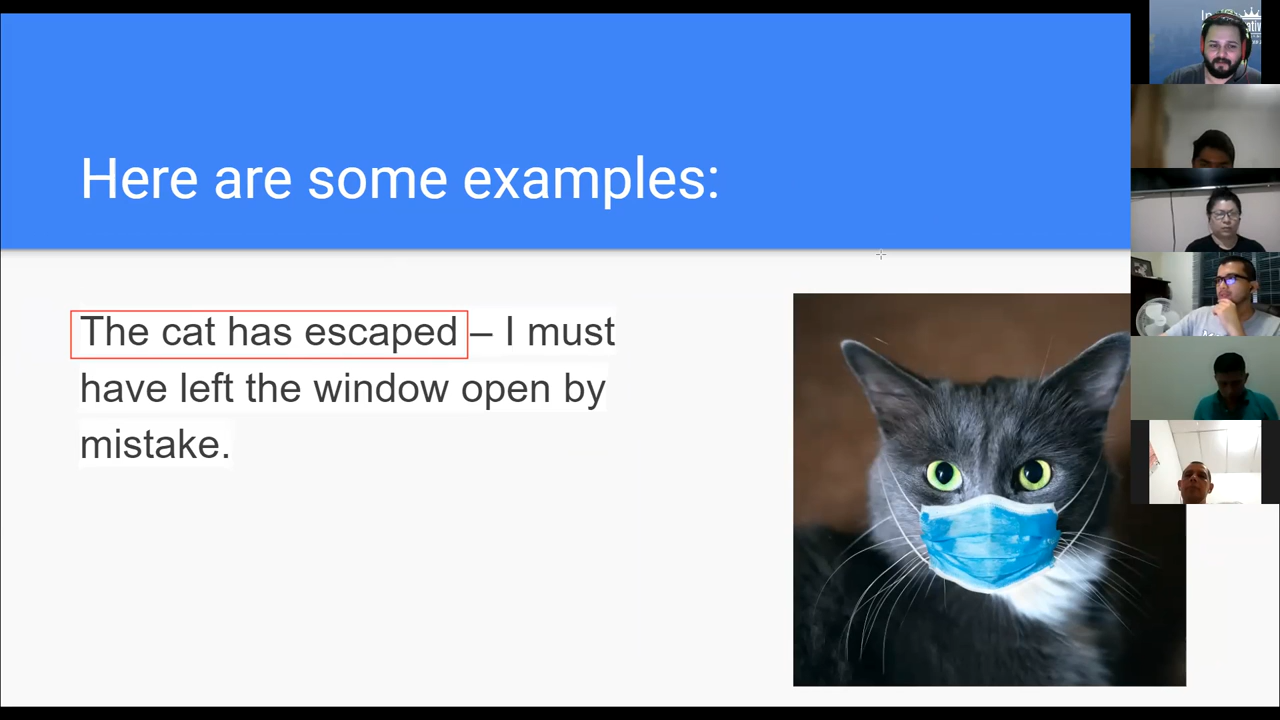 Here are some examples:
The cat has escaped – I must
have left the window open by
mistake.